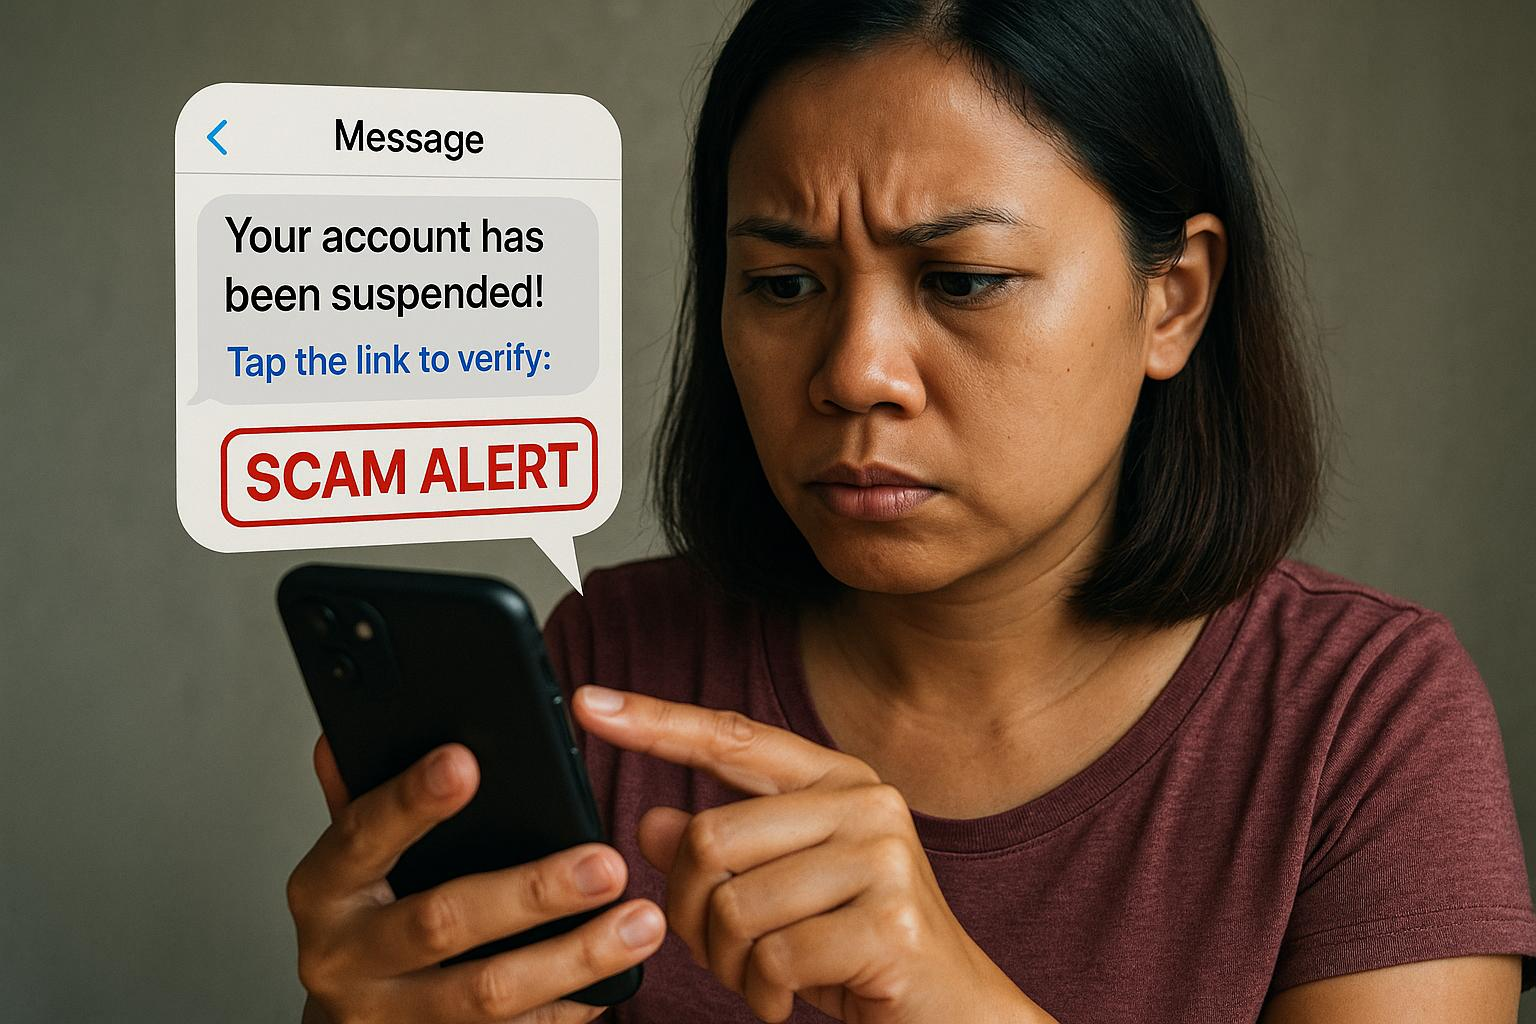 Message
Your account has
been suspended!
Tap the link to verify:
SCAM ALERT